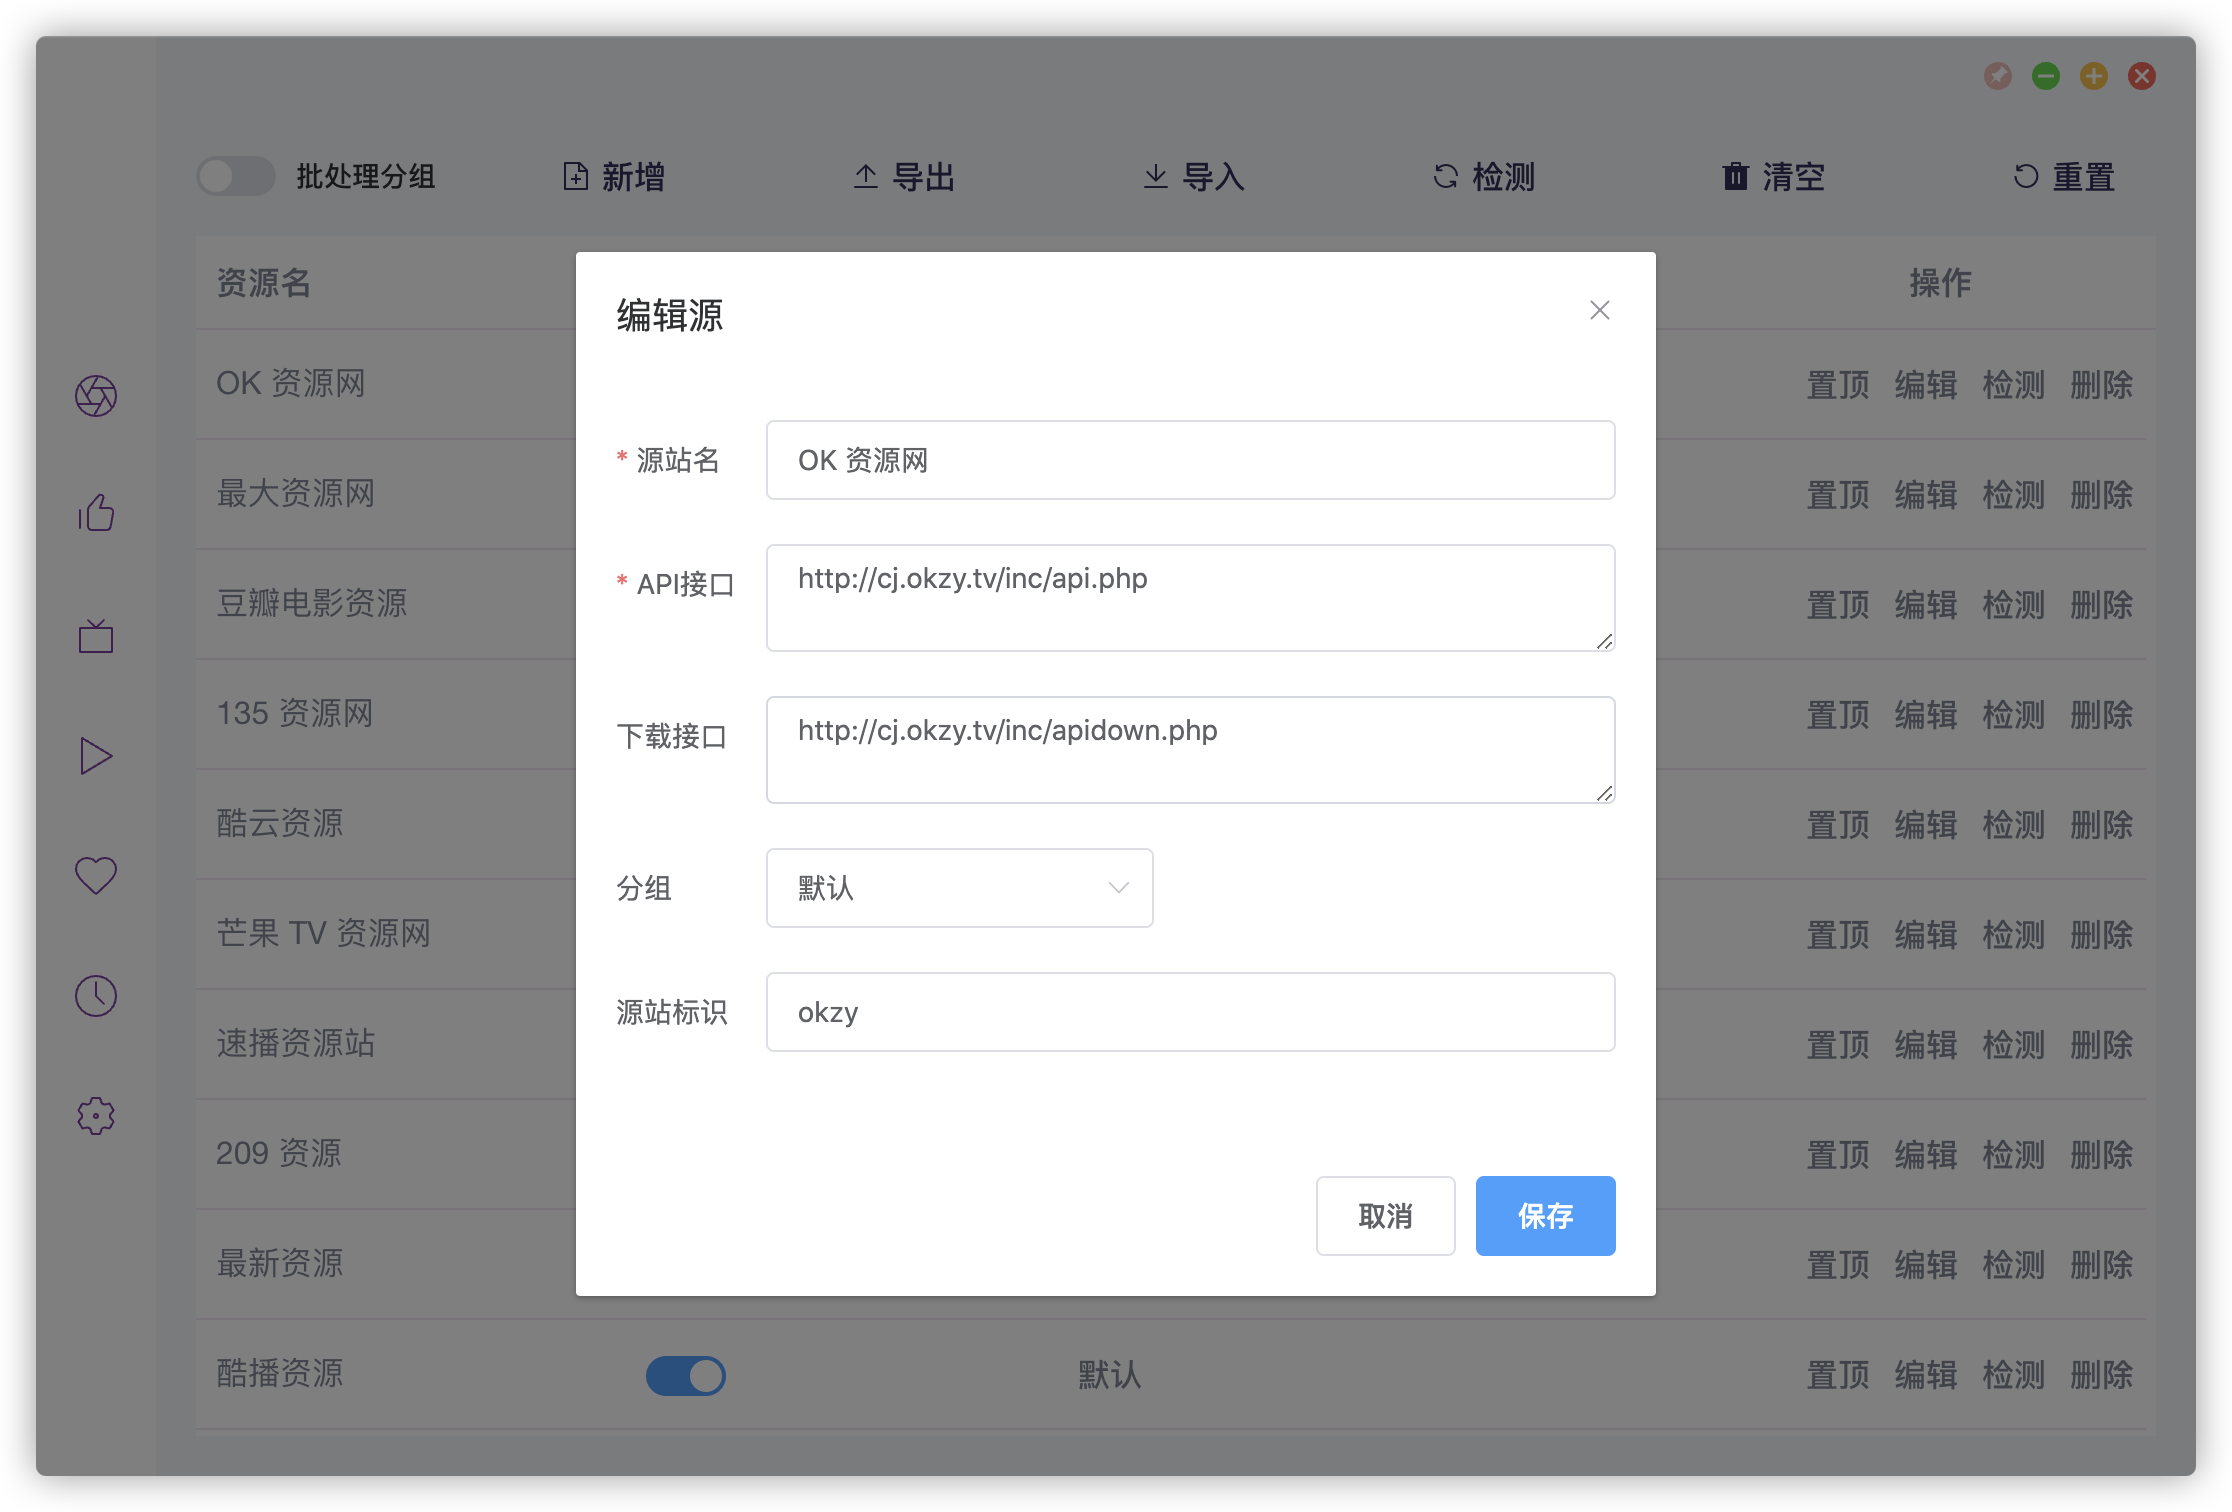 批处理分组 新增 导出 导入 检测 清空 重置
资源名 操作
编辑源
OK 资源网 置顶 编辑 检测 删除
* 源站名 OK 资源网
最大资源网 置顶 编辑 检测 删除
* API接口 http://cj.okzy.tv/inc/api.php
豆瓣电影资源 置顶 编辑 检测 删除
135 资源网 置顶 编辑 检测 删除
下载接口 http://cj.okzy.tv/inc/apidown.php
酷云资源 置顶 编辑 检测 删除
分组 默认
芒果 TV 资源网 置顶 编辑 检测 删除
源站标识 okzy
速播资源站 置顶 编辑 检测 删除
209 资源 置顶 编辑 检测 删除
取消 保存
最新资源 置顶 编辑 检测 删除
酷播资源 默认 置顶 编辑 检测 删除